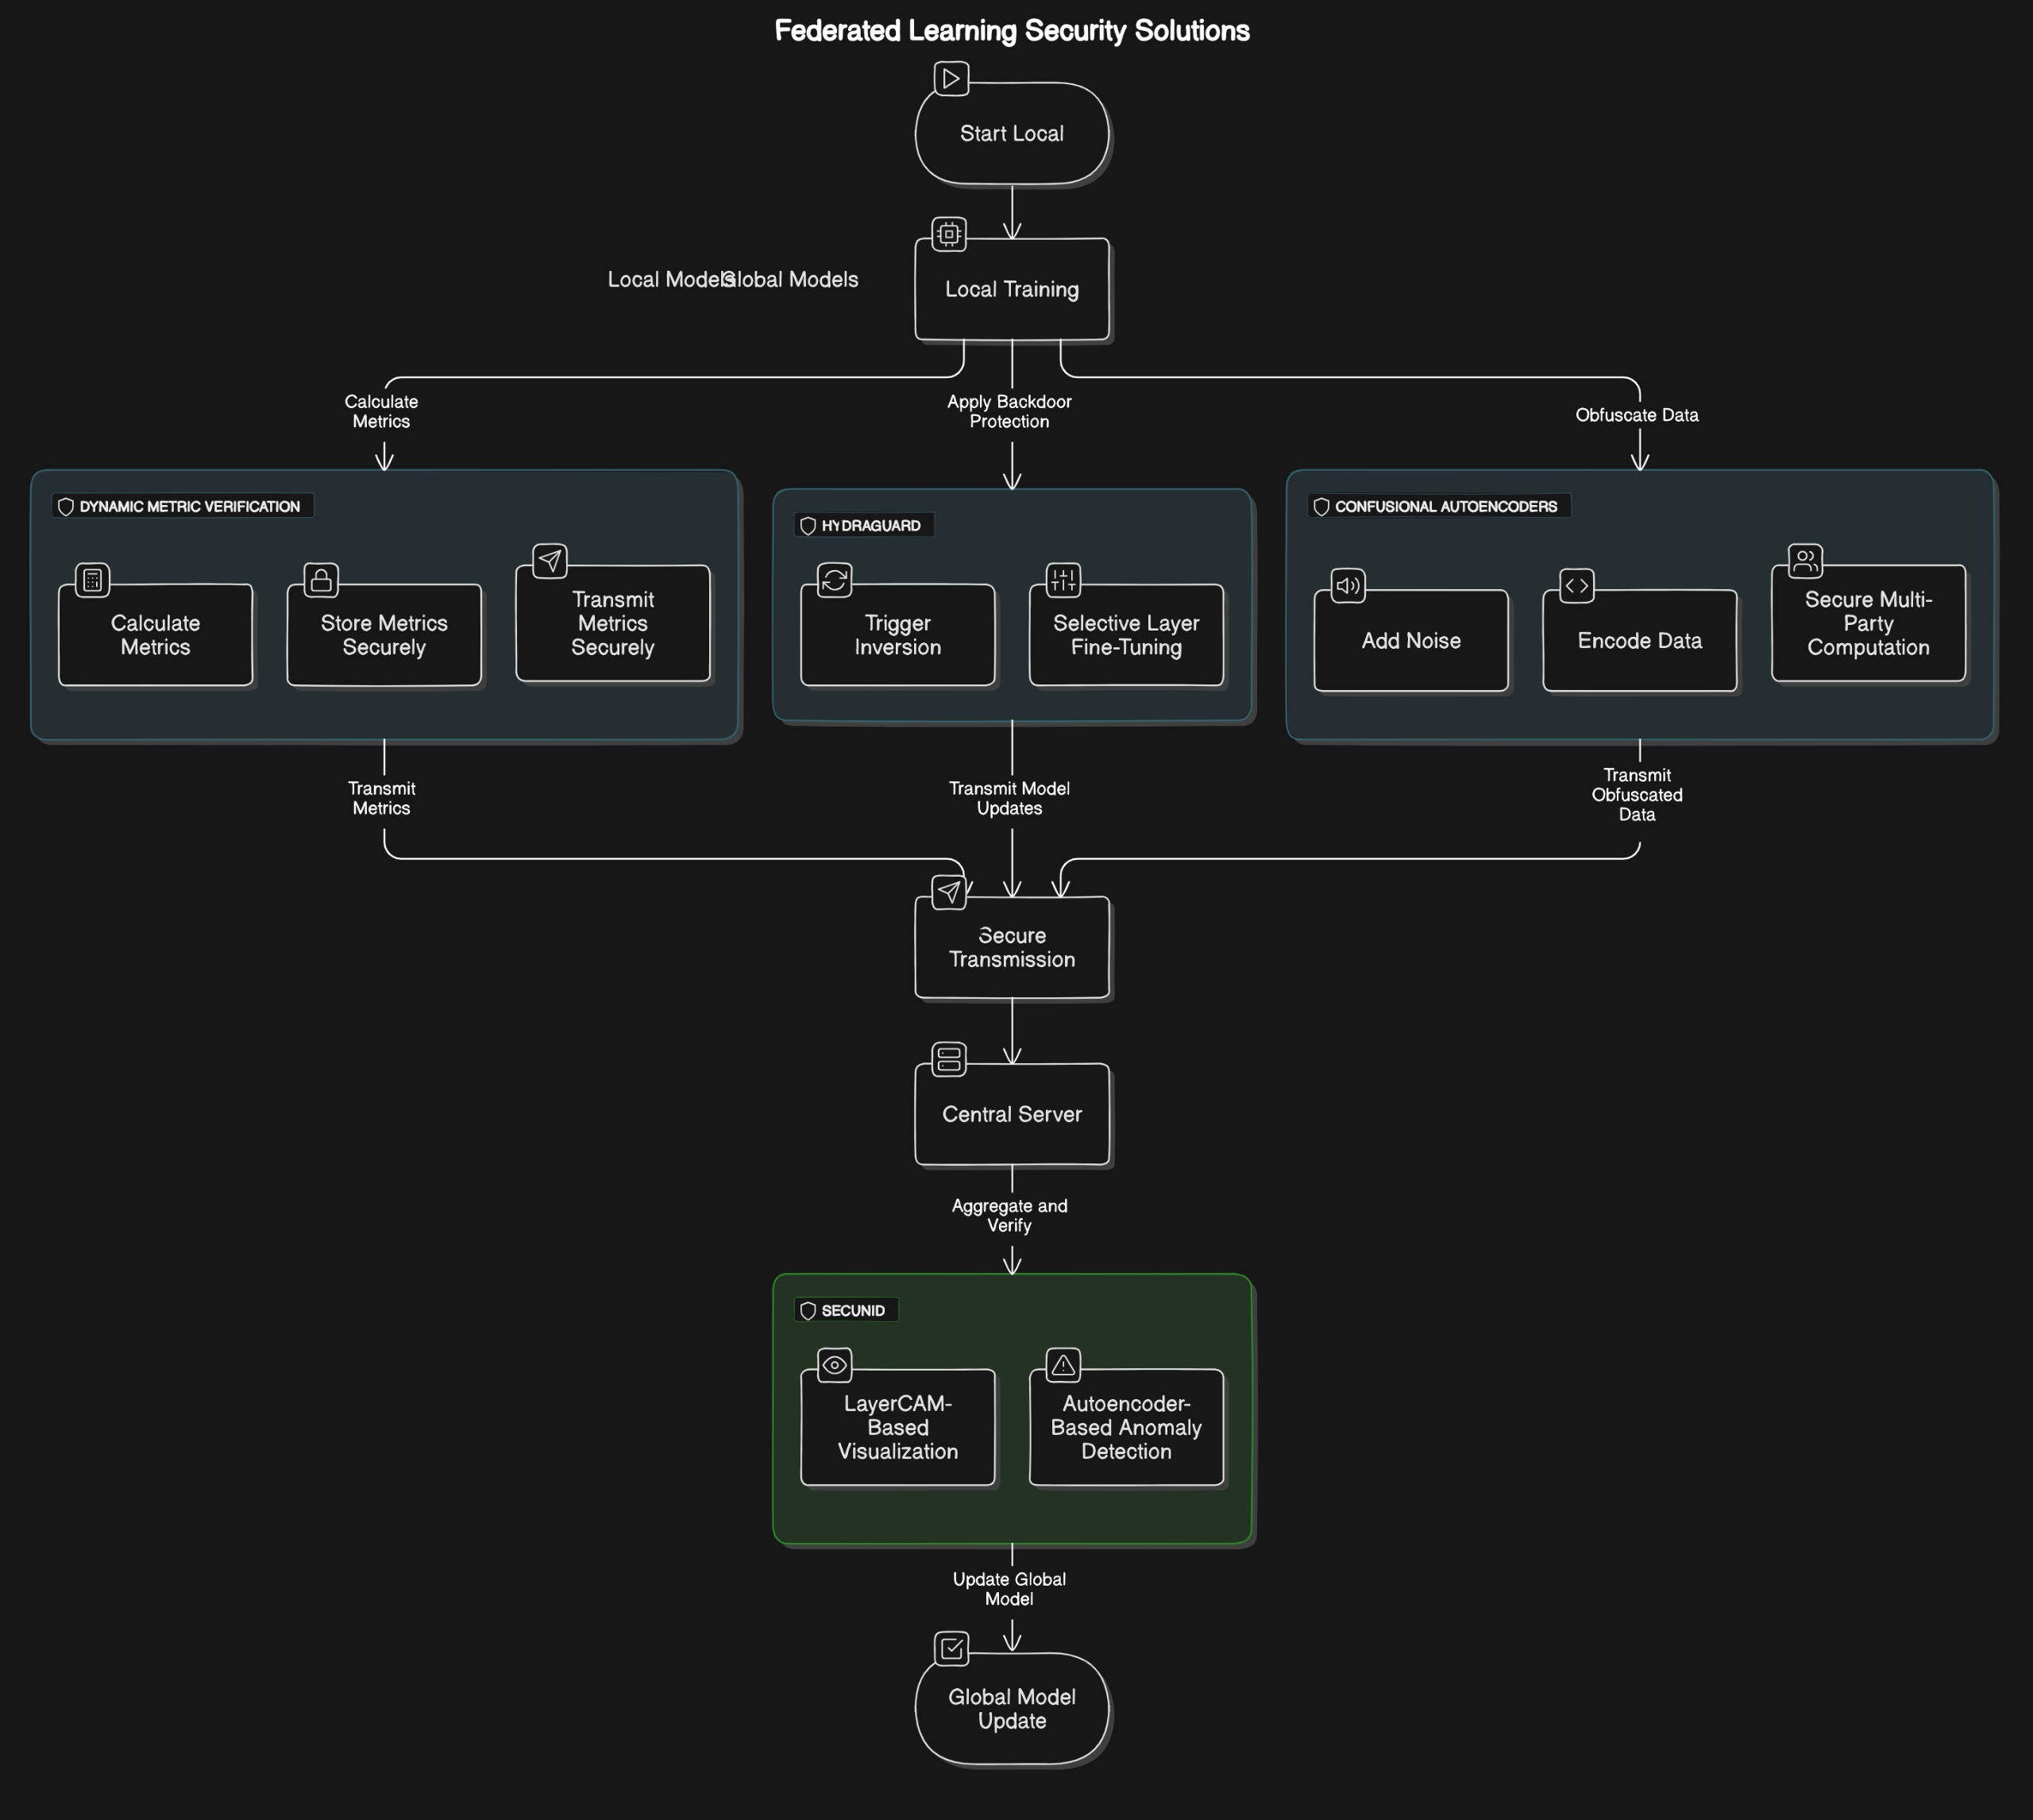 Federated Learning Security Solutions
Start Local
Local Models
Global Models
Local Training
Calculate
Metrics
Apply Backdoor
Protection
Obfuscate Data
DYNAMIC METRIC VERIFICATION
Calculate
Metrics
Store Metrics
Securely
Transmit
Metrics
Securely
HYDRAGUARD
Trigger
Inversion
Selective Layer
Fine-Tuning
CONFUSIONAL AUTOENCODERS
Add Noise
Encode Data
Secure Multi-
Party
Computation
Transmit
Metrics
Transmit Model
Updates
Transmit
Obfuscated
Data
Secure
Transmission
Central Server
Aggregate and
Verify
SECUNID
LayerCAM-
Based
Visualization
Autoencoder-
Based Anomaly
Detection
Update Global
Model
Global Model
Update